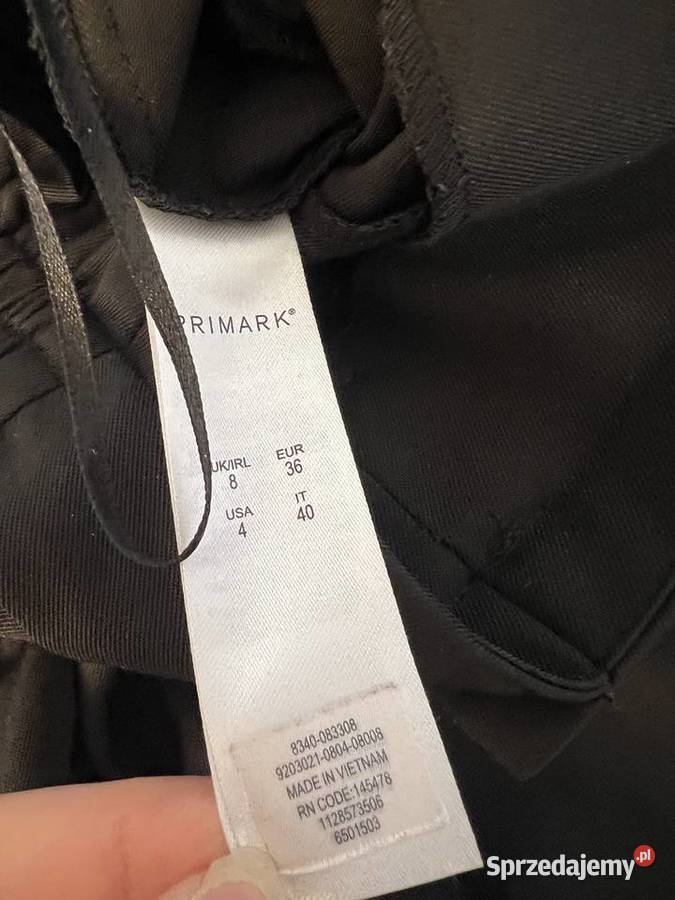 PRIMARK®
UK/IRL EUR
8 36
USA IT
4 40
8340-083308
9203021-0804-08008
MADE IN VIETNAM
RN CODE:145478
1128573506
6501503
Sprzedajemy.pl